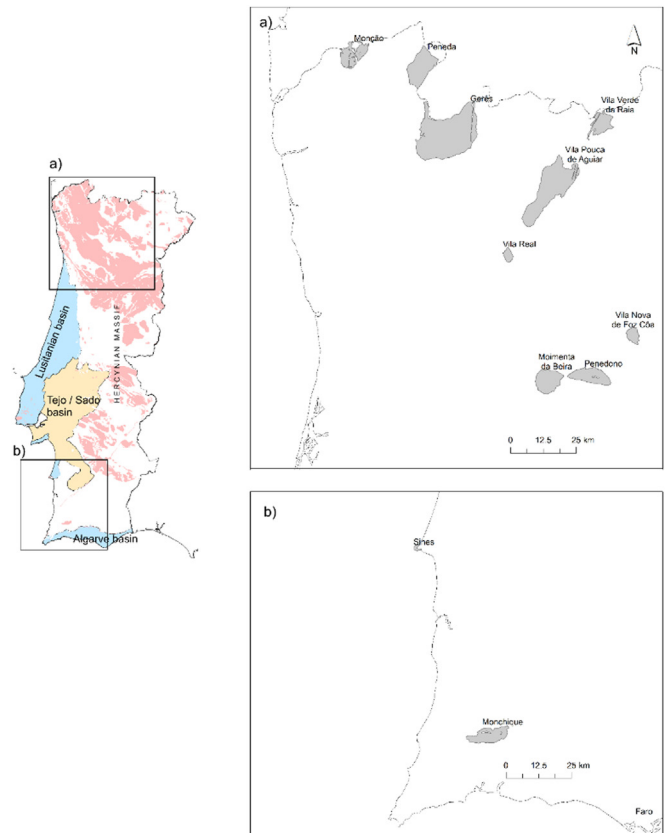 a)
Lusitanian basin
HERCYNIAN MASSIF
Tejo / Sado
basin
b)
Algarve basin
a)
Monção
Peneda
N
Gerês
Vila Verde
da Raia
Vila Pouca
de Aguiar
Vila Real
Vila Nova
de Foz Côa
Moimenta
da Beira
Penedono
0 12.5 25 km
b)
Sines
Monchique
0 12.5 25 km
Faro